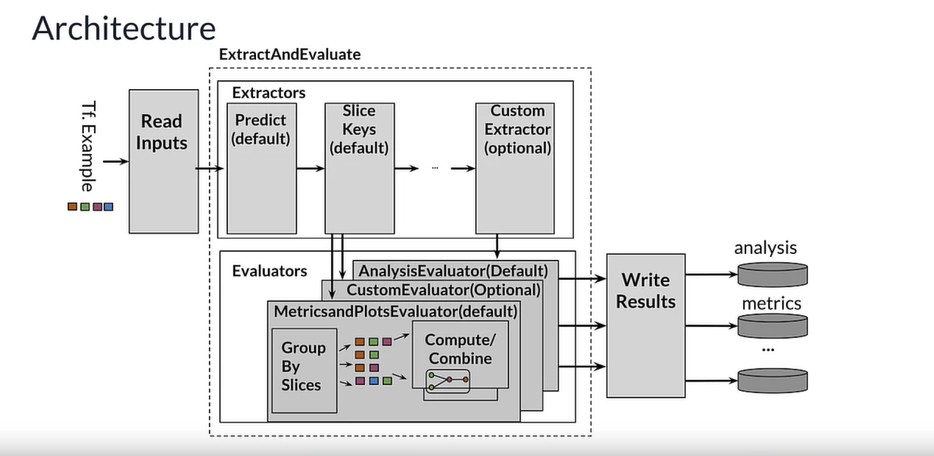 Architecture
ExtractAndEvaluate
Tf. Example
Read
Inputs
Extractors
Predict
(default)
Slice
Keys
(default)
...
Custom
Extractor
(optional)
Evaluators
AnalysisEvaluator(Default)
CustomEvaluator(Optional)
MetricsandPlotsEvaluator(default)
Group
By
Slices
Compute/
Combine
Write
Results
analysis
metrics
...